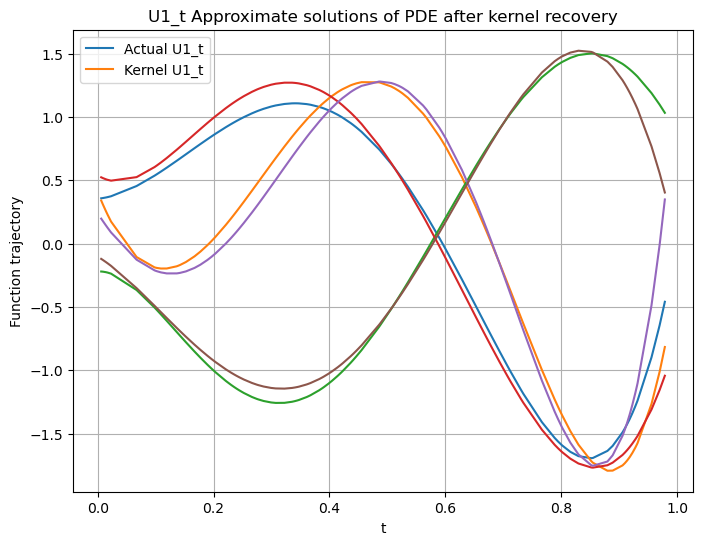 U1_t Approximate solutions of PDE after kernel recovery
Actual U1_t
Kernel U1_t
Function trajectory
1.5
1.0
0.5
0.0
−0.5
−1.0
−1.5
0.0 0.2 0.4 0.6 0.8 1.0
t